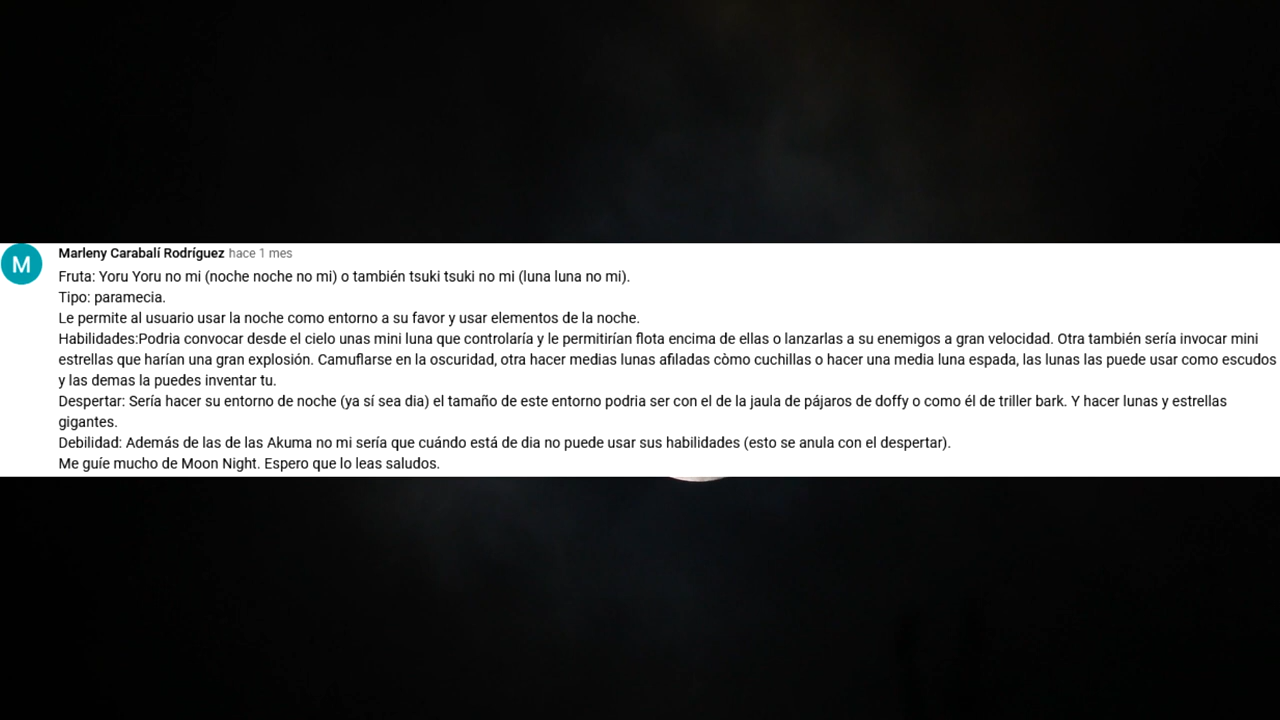 M
Marleny Carabalí Rodríguez hace 1 mes
Fruta: Yoru Yoru no mi (noche noche no mi) o también tsuki tsuki no mi (luna luna no mi).
Tipo: paramecia.
Le permite al usuario usar la noche como entorno a su favor y usar elementos de la noche.
Habilidades:Podria convocar desde el cielo unas mini luna que controlaría y le permitirían flota encima de ellas o lanzarlas a su enemigos a gran velocidad. Otra también sería invocar mini
estrellas que harían una gran explosión. Camuflarse en la oscuridad, otra hacer medias lunas afiladas còmo cuchillas o hacer una media luna espada, las lunas las puede usar como escudos
y las demas la puedes inventar tu.
Despertar: Sería hacer su entorno de noche (ya sí sea dia) el tamaño de este entorno podria ser con el de la jaula de pájaros de doffy o como él de triller bark. Y hacer lunas y estrellas
gigantes.
Debilidad: Además de las de las Akuma no mi sería que cuándo está de dia no puede usar sus habilidades (esto se anula con el despertar).
Me guíe mucho de Moon Night. Espero que lo leas saludos.